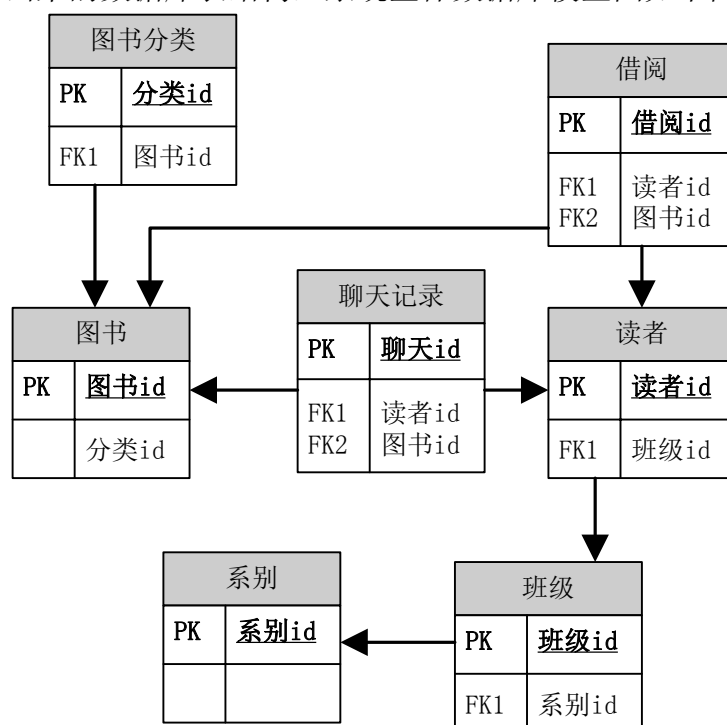 图书分类
PK 分类id
FK1 图书id
借阅
PK 借阅id
FK1 读者id
FK2 图书id
图书
PK 图书id
分类id
聊天记录
PK 聊天id
FK1 读者id
FK2 图书id
读者
PK 读者id
FK1 班级id
系别
PK 系别id
班级
PK 班级id
FK1 系别id